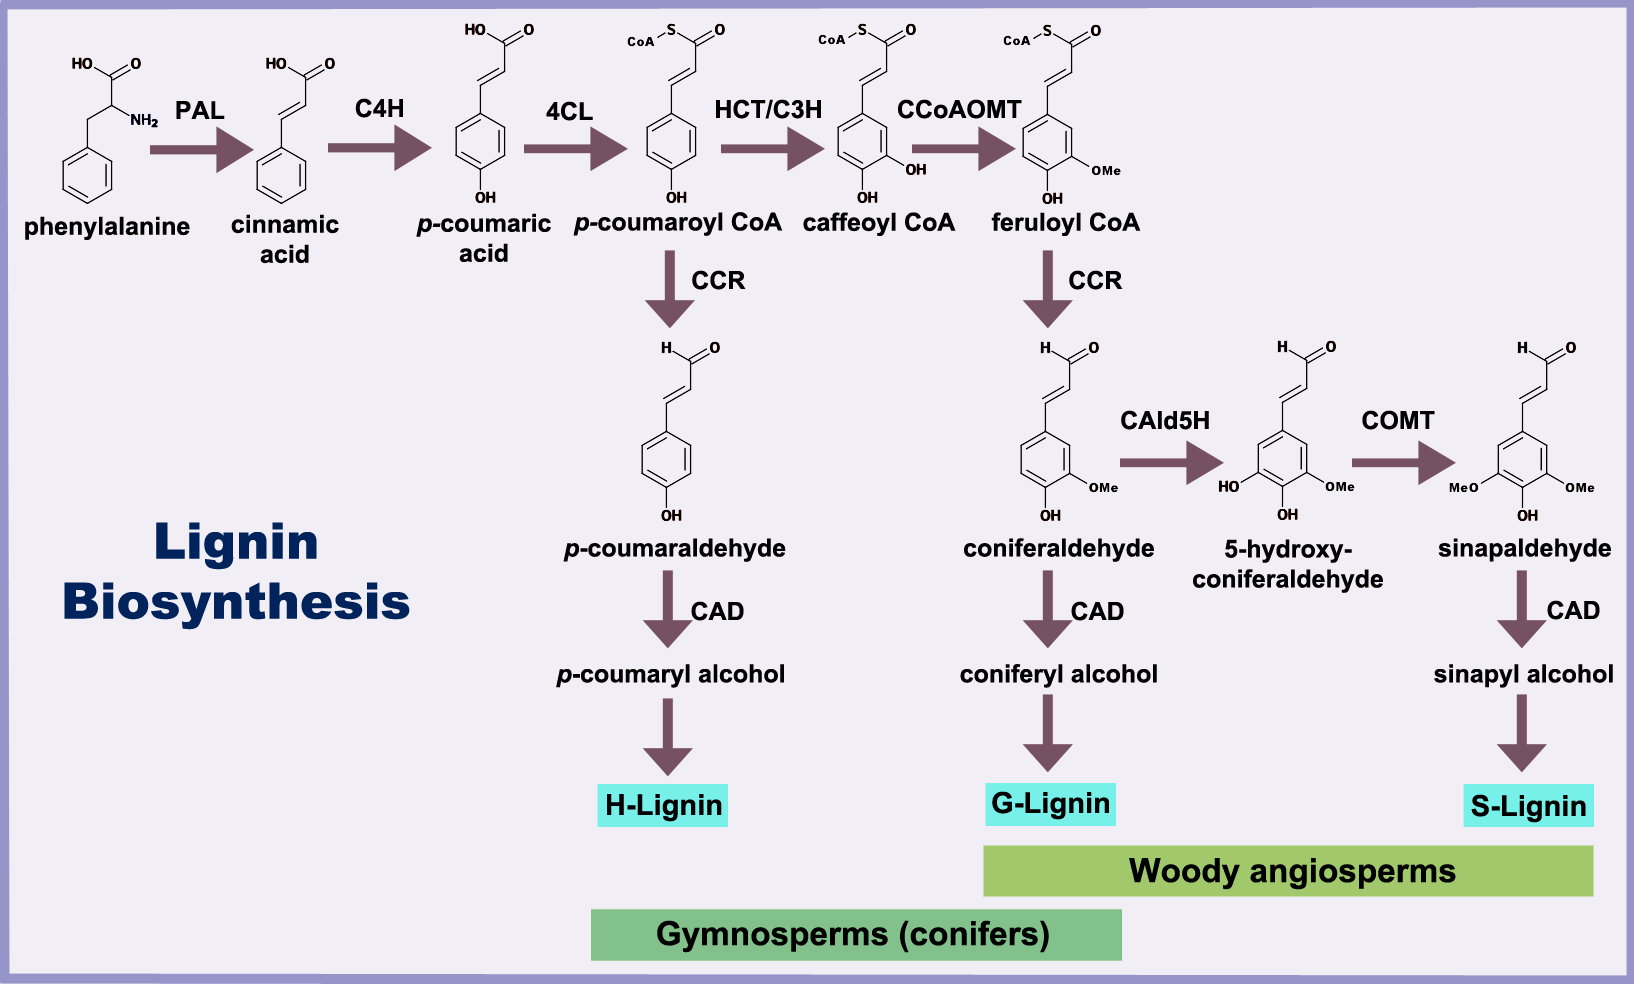 HO
O
NH₂
phenylalanine
PAL
HO
O
cinnamic
acid
C4H
HO
O
OH
p-coumaric
acid
4CL
CoA
S
O
OH
p-coumaroyl CoA
HCT/C3H
CoA
S
O
OH
OH
caffeoyl CoA
CCoAOMT
CoA
S
O
OMe
OH
feruloyl CoA
CCR
CCR
H
O
OH
p-coumaraldehyde
H
O
OMe
OH
coniferaldehyde
CAld5H
H
O
HO
OMe
OH
5-hydroxy-
coniferaldehyde
COMT
H
O
MeO
OMe
OH
sinapaldehyde
Lignin
Biosynthesis
CAD
CAD
CAD
p-coumaryl alcohol
coniferyl alcohol
sinapyl alcohol
H-Lignin
G-Lignin
S-Lignin
Woody angiosperms
Gymnosperms (conifers)